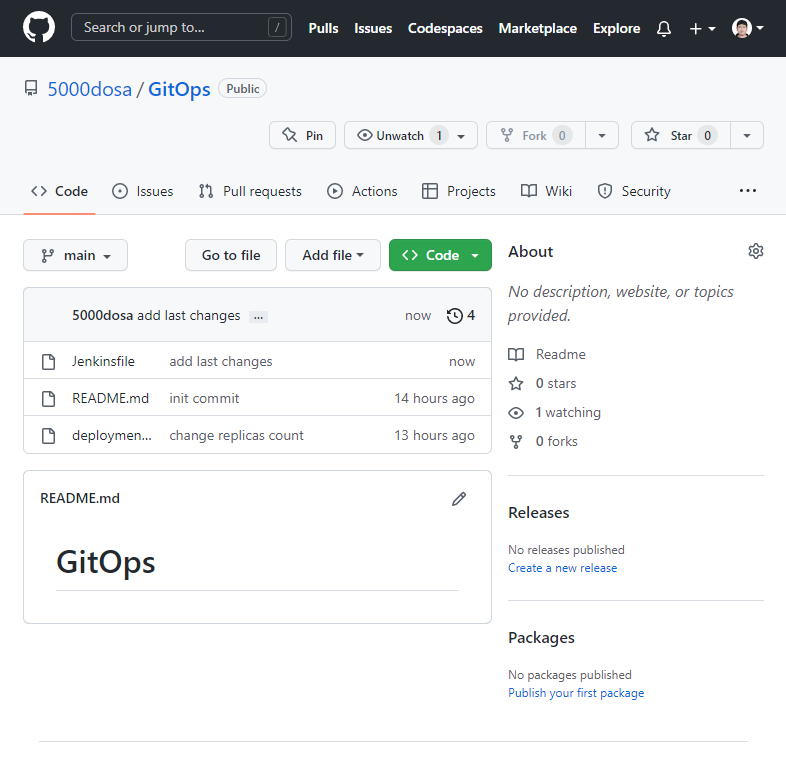 Search or jump to... /
Pulls Issues Codespaces Marketplace Explore
5000dosa / GitOps Public
Pin Unwatch 1 Fork 0 Star 0
Code Issues Pull requests Actions Projects Wiki Security ...
main Go to file Add file Code
5000dosa add last changes ... now 4
Jenkinsfile add last changes now
README.md init commit 14 hours ago
deploymen... change replicas count 13 hours ago
README.md
GitOps
About
No description, website, or topics
provided.
Readme
0 stars
1 watching
0 forks
Releases
No releases published
Create a new release
Packages
No packages published
Publish your first package